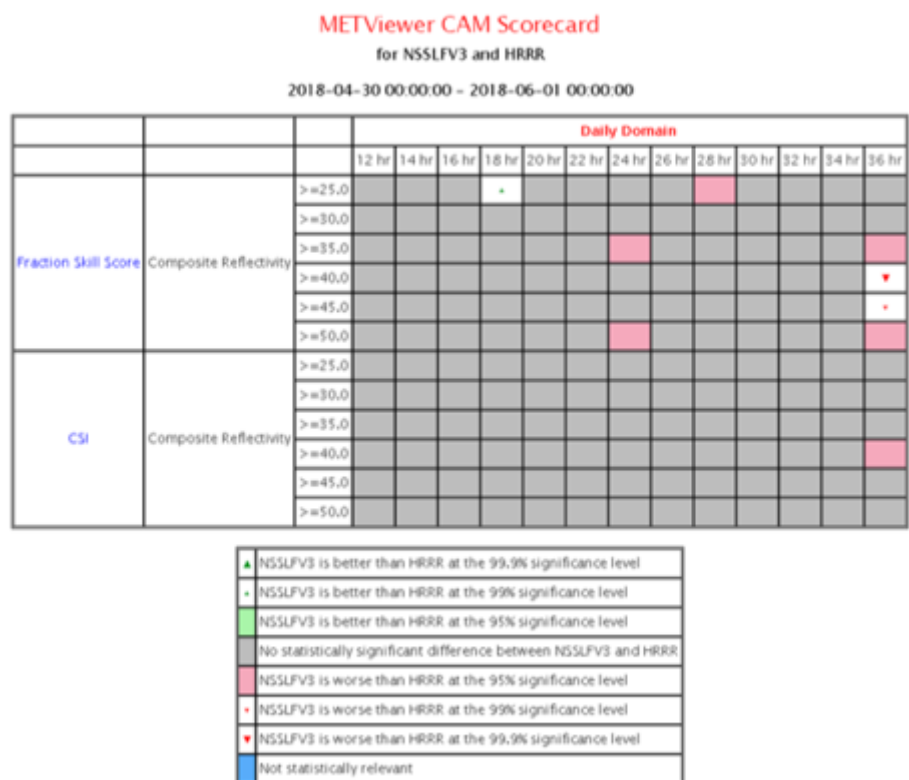 METViewer CAM Scorecard
for NSSLFV3 and HRRR
2018-04-30 00:00:00 - 2018-06-01 00:00:00
Daily Domain
12 hr 14 hr 16 hr 18 hr 20 hr 22 hr 24 hr 26 hr 28 hr 30 hr 32 hr 34 hr 36 hr
Fraction Skill Score Composite Reflectivity
>=25.0
>=30.0
>=35.0
>=40.0
>=45.0
>=50.0
CSI Composite Reflectivity
>=25.0
>=30.0
>=35.0
>=40.0
>=45.0
>=50.0
NSSLFV3 is better than HRRR at the 99.9% significance level
NSSLFV3 is better than HRRR at the 99% significance level
NSSLFV3 is better than HRRR at the 95% significance level
No statistically significant difference between NSSLFV3 and HRRR
NSSLFV3 is worse than HRRR at the 95% significance level
NSSLFV3 is worse than HRRR at the 99% significance level
NSSLFV3 is worse than HRRR at the 99.9% significance level
Not statistically relevant